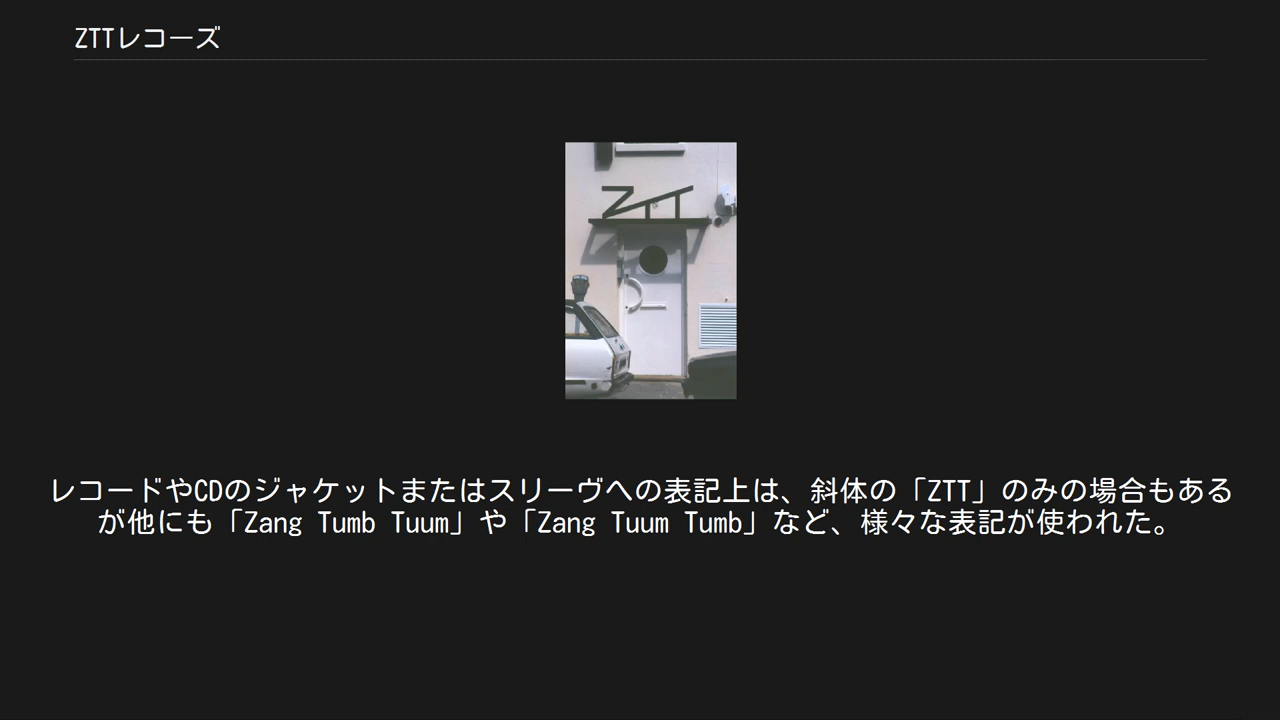 ZTTレコーズ
ZTT
レコードやCDのジャケットまたはスリーヴへの表記上は、斜体の「ZTT」のみの場合もある
が他にも「Zang Tumb Tuum」や「Zang Tuum Tumb」など、様々な表記が使われた。